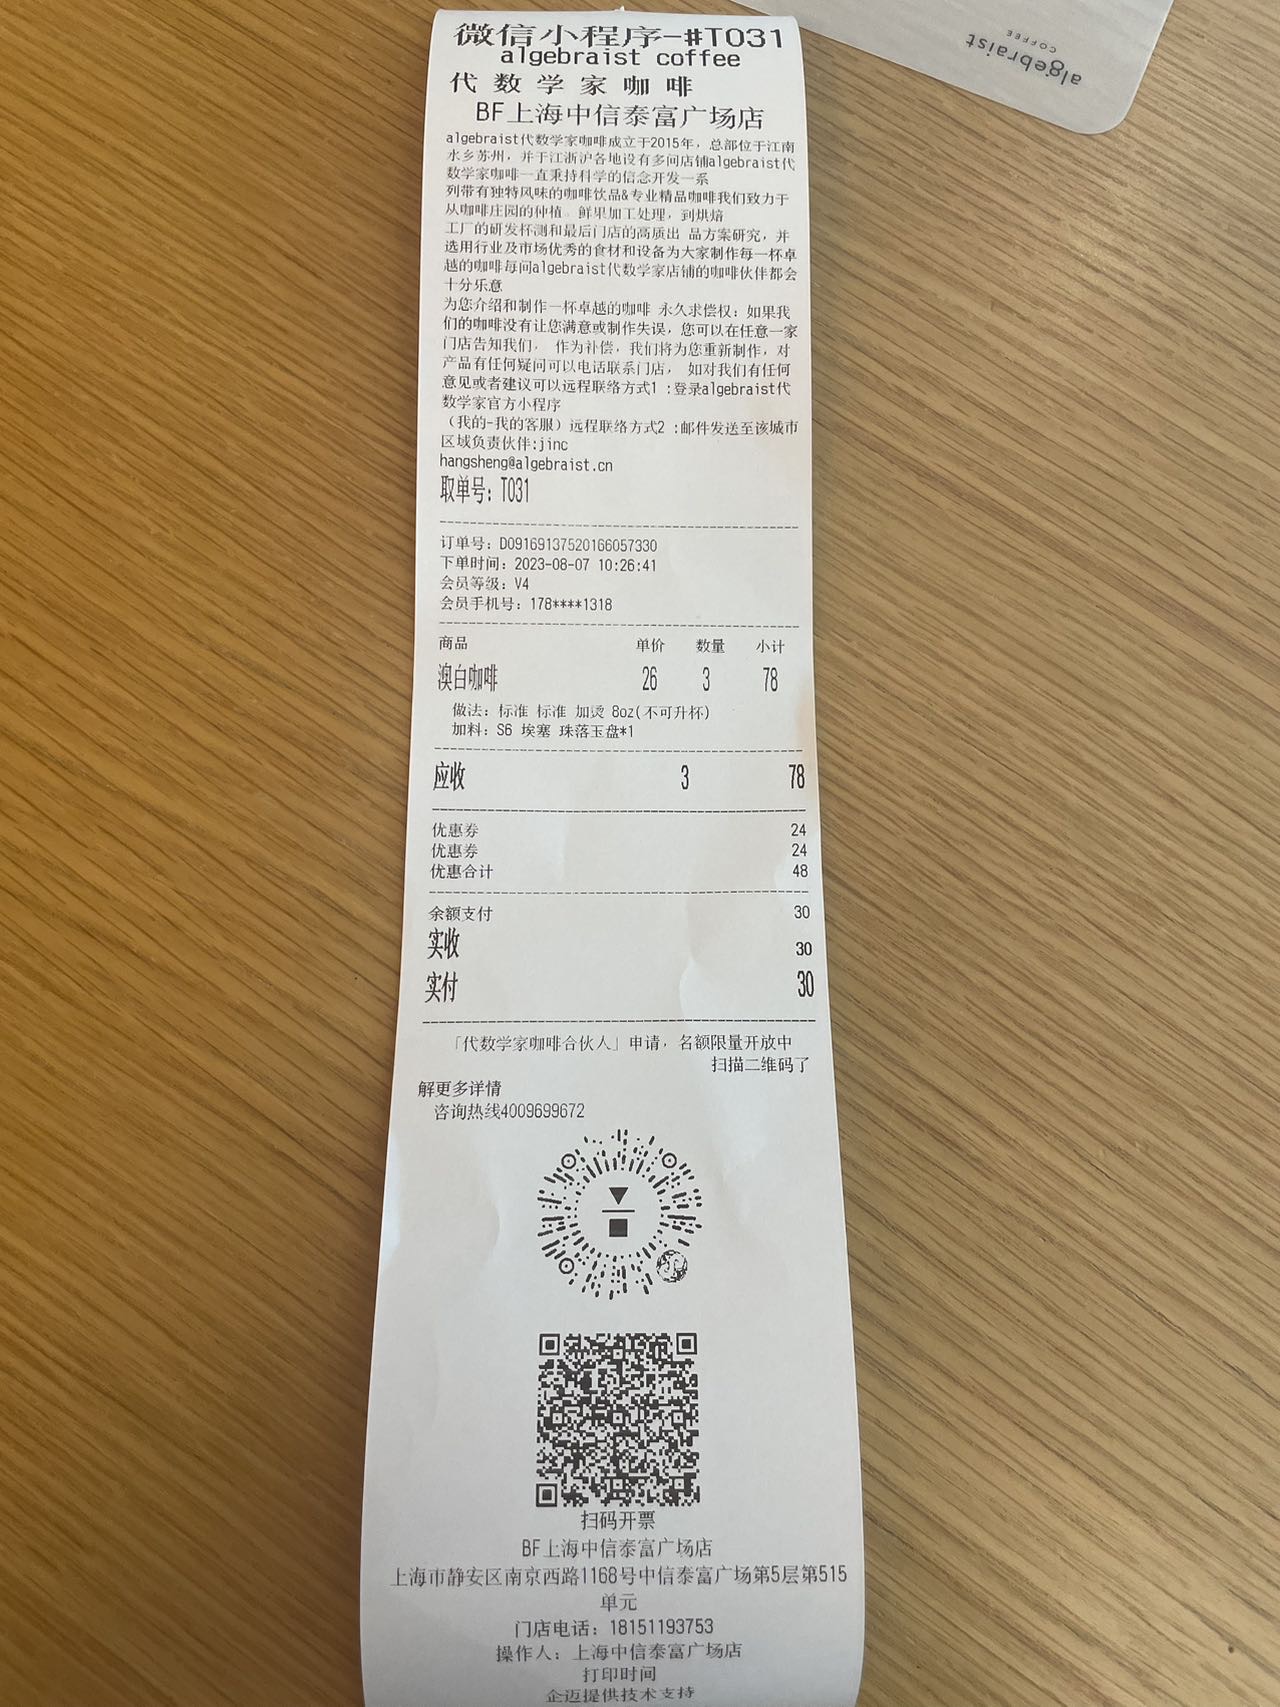 微信小程序-#T031
algebraist coffee
代数学家咖啡
BF上海中信泰富广场店
algebraist代数学家咖啡成立于2015年，总部位于江南
水乡苏州，并于江浙沪各地设有多问店铺algebraist代
数学家咖啡一直秉持科学的信念开发一系
列带有独特风味的咖啡饮品&专业精品咖啡我们致力于
从咖啡庄园的种植。鲜果加工处理，到烘焙
工厂的研发杯测和最后门店的高质出 品方案研究，并
选用行业及市场优秀的食材和设备为大家制作每一杯卓
越的咖啡每问algebraist代数学家店铺的咖啡伙伴都会
十分乐意
为您介绍和制作一杯卓越的咖啡 永久求偿权：如果我
们的咖啡没有让您满意或制作失误，您可以在任意一家
门店告知我们， 作为补偿，我们将为您重新制作，对
产品有任何疑问可以电话联系门店， 如对我们有任何
意见或者建议可以远程联络方式1 :登录algebraist代
数学家官方小程序
（我的-我的客服）远程联络方式2 :邮件发送至该城市
区域负责伙伴:jinc
hangsheng@algebraist.cn
取单号：T031
订单号：D09169137520166057330
下单时间：2023-08-07 10:26:41
会员等级：V4
会员手机号：178****1318
商品 单价 数量 小计
澳白咖啡 26 3 78
做法：标准 标准 加烫 8oz(不可升杯)
加料：S6 埃塞 珠落玉盘*1
应收 3 78
优惠券 24
优惠券 24
优惠合计 48
余额支付 30
实收 30
实付 30
「代数学家咖啡合伙人」申请，名额限量开放中
扫描二维码了
解更多详情
咨询热线4009699672
扫码开票
BF上海中信泰富广场店
上海市静安区南京西路1168号中信泰富广场第5层第515
单元
门店电话：18151193753
操作人：上海中信泰富广场店
打印时间
企迈提供技术支持
algebraist
COFFEE